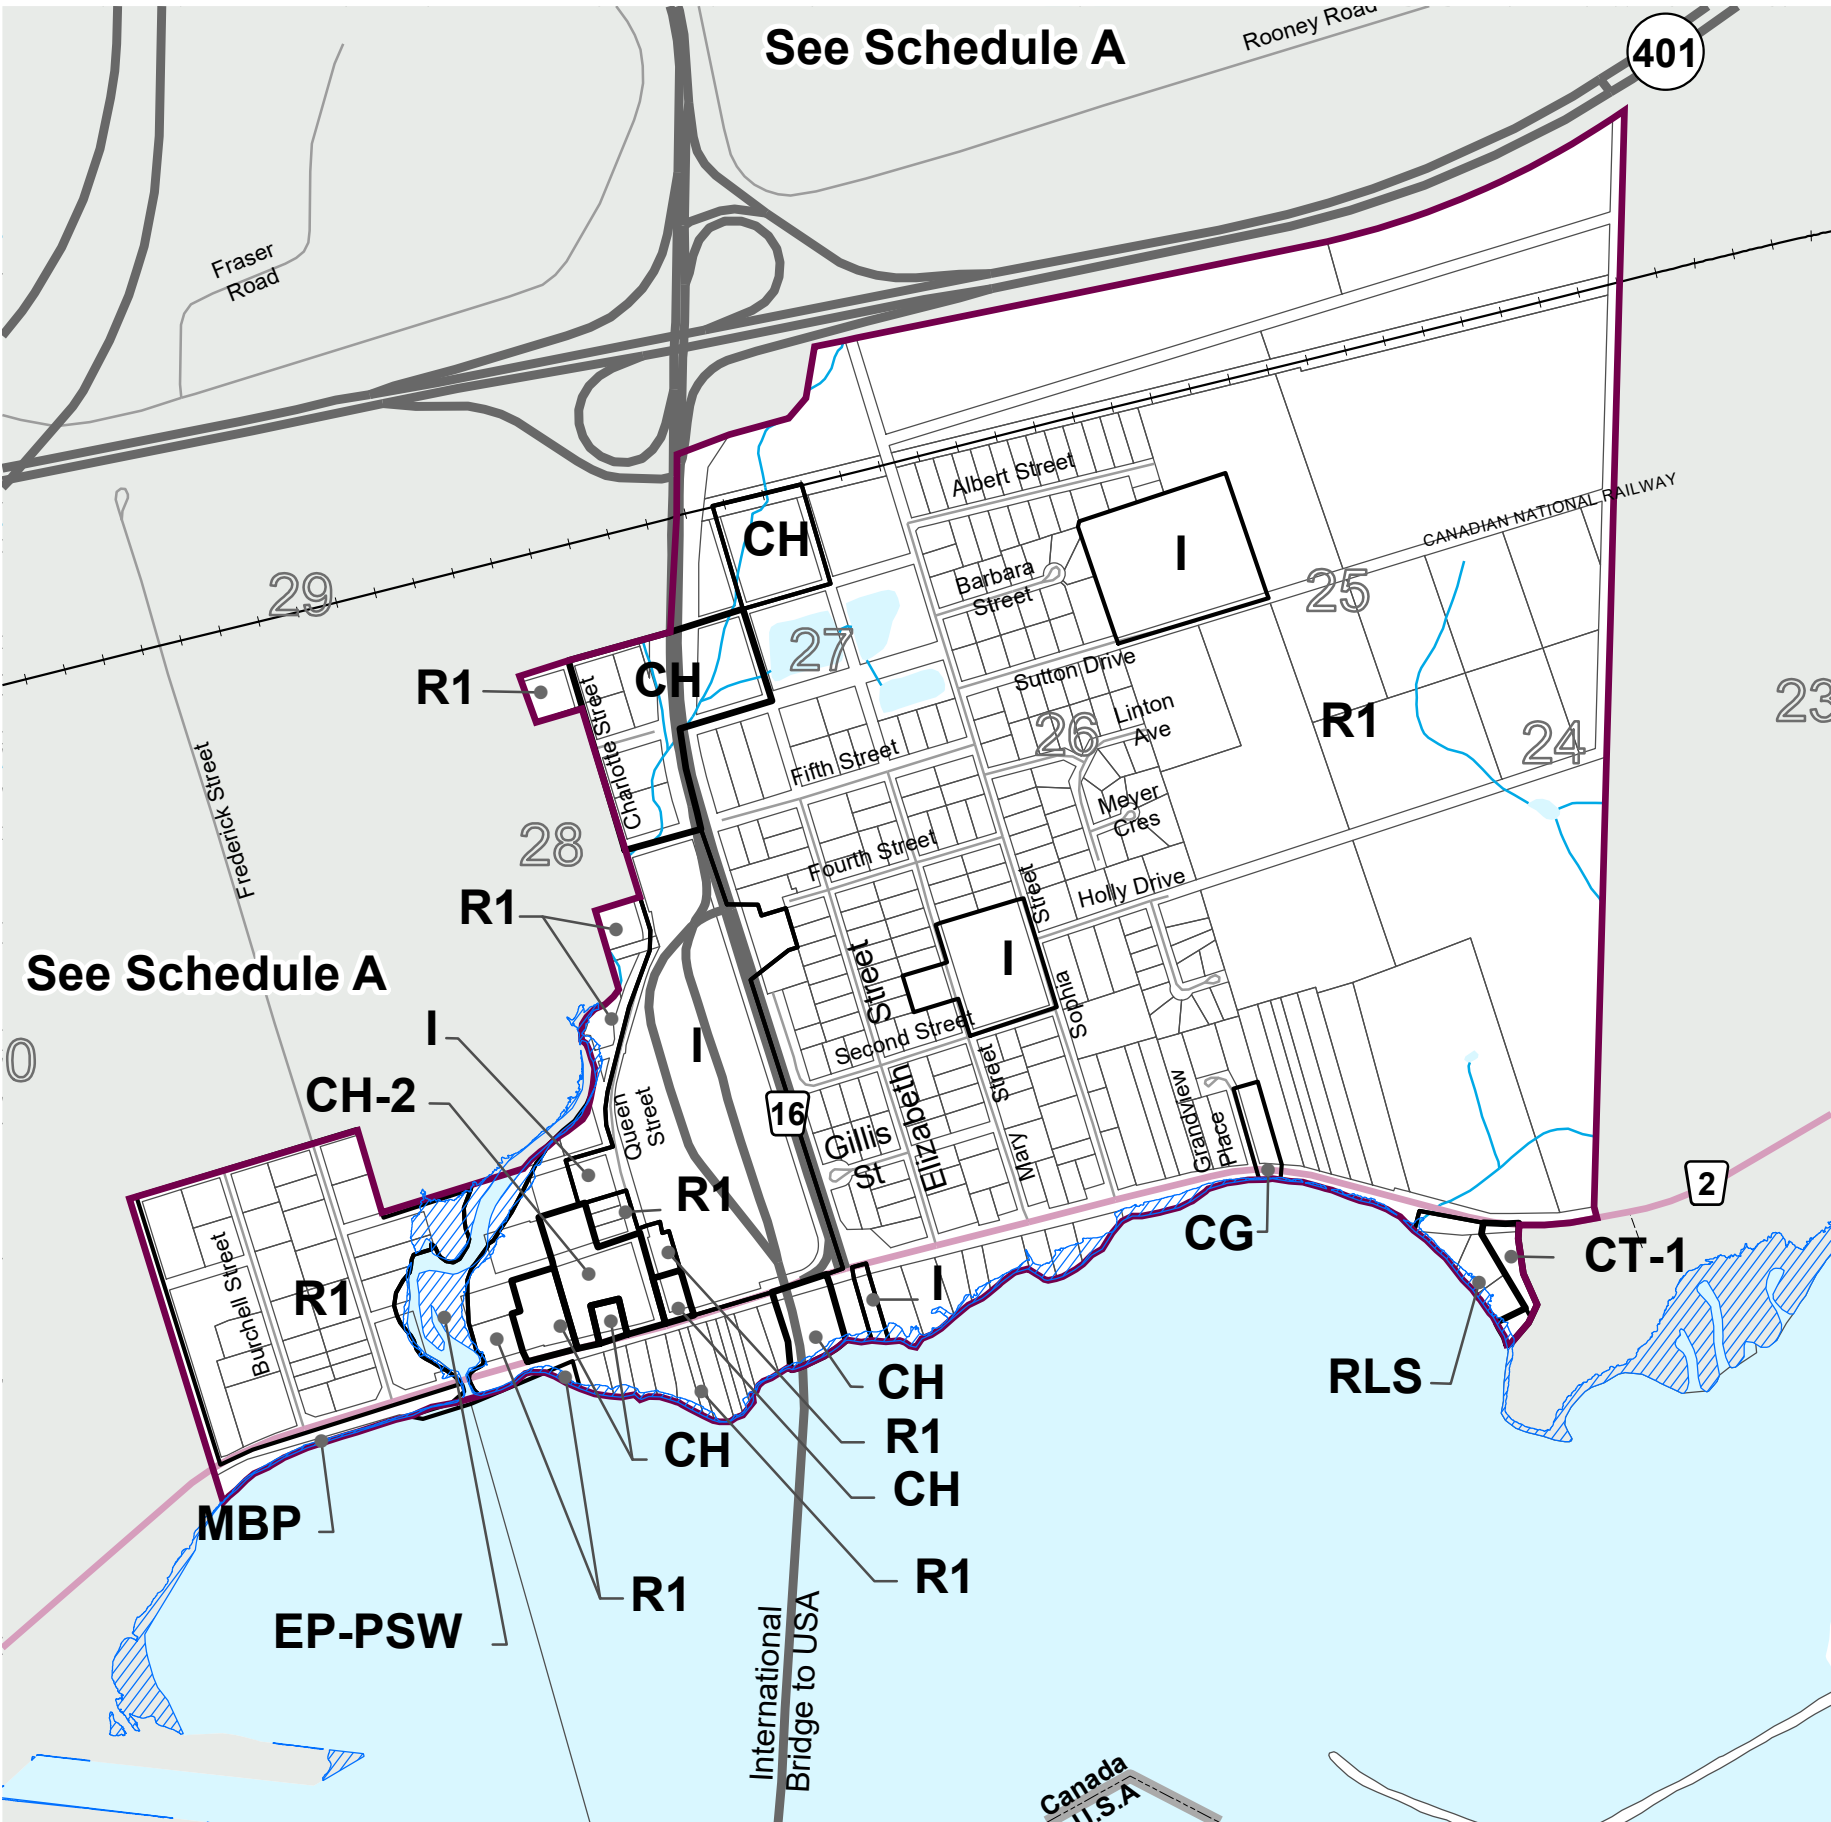 See Schedule A
Rooney Road
401
Fraser
Road
CH
Albert Street
I
CANADIAN NATIONAL RAILWAY
29
Barbara
Street
25
27
R1
CH
Charlotte Street
Sutton Drive
26
Linton
Ave
R1
24
23
Frederick Street
Fifth Street
Meyer
Cres
28
Fourth Street
Holly Drive
R1
Street
Sophia
See Schedule A
Street
Elizabeth
I
I
I
Second Street
0
CH-2
Queen
Street
16
Gillis
St
Street
Mary
Grandview
Place
R1
2
CG
CT-1
Burchell Street
R1
I
RLS
CH
R1
CH
CH
MBP
R1
R1
EP-PSW
International
Bridge to USA
Canada
U.S.A